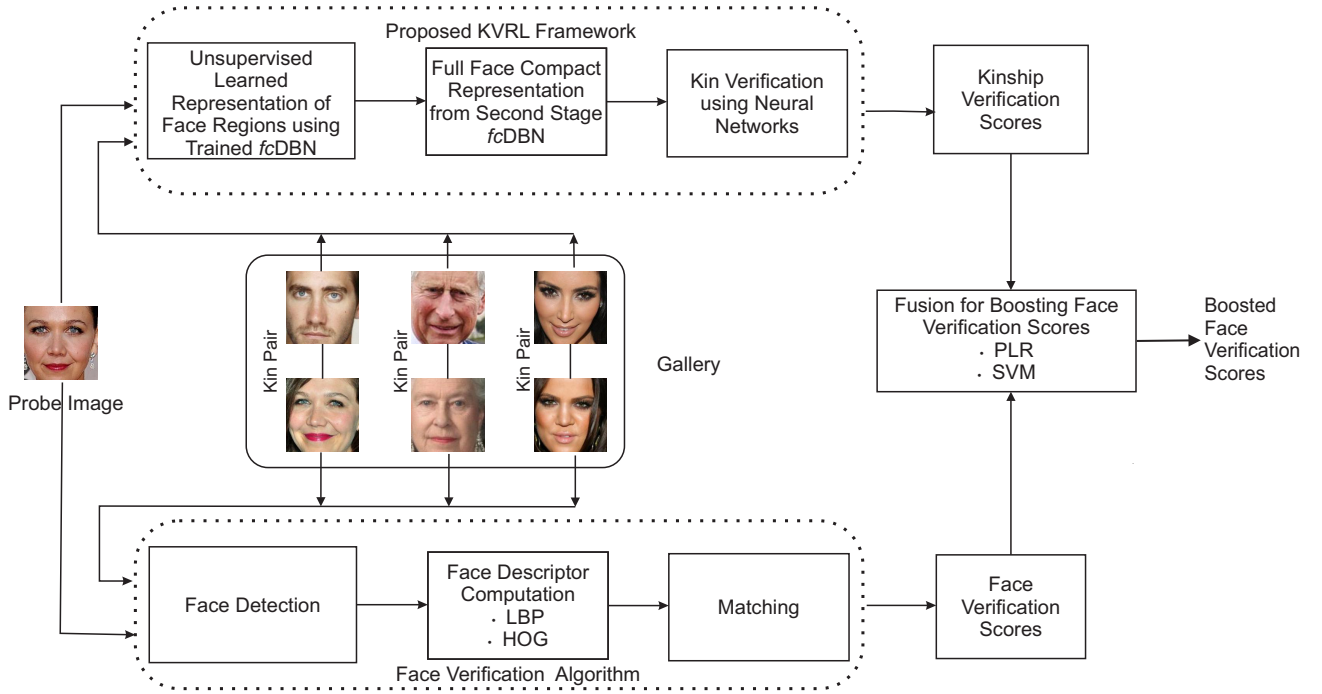 Proposed KVRL Framework
Unsupervised
Learned
Representation of
Face Regions using
Trained fcDBN
Full Face Compact
Representation
from Second Stage
fcDBN
Kin Verification
using Neural
Networks
Kinship
Verification
Scores
Probe Image
Kin Pair
Kin Pair
Kin Pair
Gallery
Fusion for Boosting Face
Verification Scores
· PLR
· SVM
Boosted
Face
Verification
Scores
Face Detection
Face Descriptor
Computation
· LBP
· HOG
Matching
Face
Verification
Scores
Face Verification Algorithm